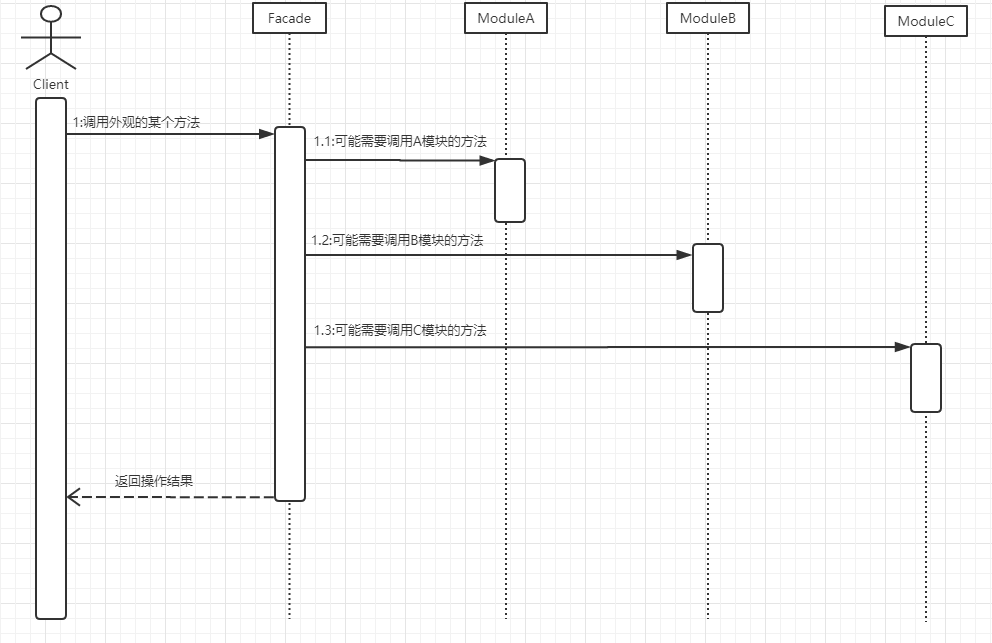 Facade
ModuleA
ModuleB
ModuleC
Client
1:调用外观的某个方法
1.1:可能需要调用A模块的方法
1.2:可能需要调用B模块的方法
1.3:可能需要调用C模块的方法
返回操作结果